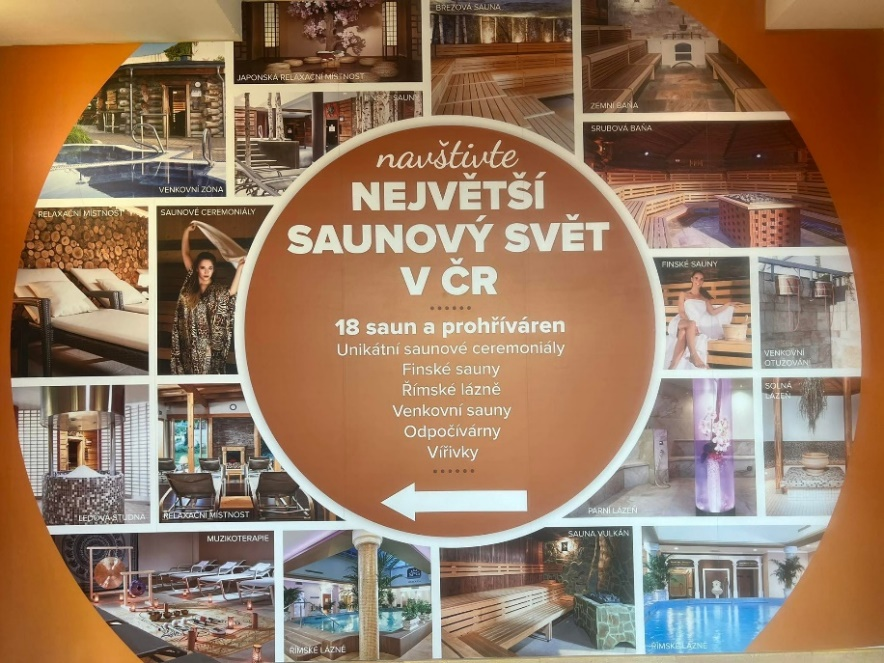 BŘEZOVÁ SAUNA
JAPONSKÁ RELAXAČNÍ MÍSTNOST
ZEMNÍ BAŇA
SAUNY
SRUBOVÁ BAŇA
VENKOVNÍ ZÓNA
navštivte
NEJVĚTŠÍ
SAUNOVÝ SVĚT
V ČR
18 saun a prohříváren
Unikátní saunové ceremoniály
Finské sauny
Římské lázně
Venkovní sauny
Odpočívárny
Vířivky
RELAXAČNÍ MÍSTNOST
SAUNOVÉ CEREMONIÁLY
FINSKÉ SAUNY
VENKOVNÍ
OTUŽOVÁNÍ
SOLNÁ
LÁZEŇ
LEDOVÁ STUDNA
RELAXAČNÍ MÍSTNOST
PARNÍ LÁZEŇ
MUZIKOTERAPIE
SAUNA VULKÁN
ŘÍMSKÉ LÁZNĚ
ŘÍMSKÉ LÁZNĚ